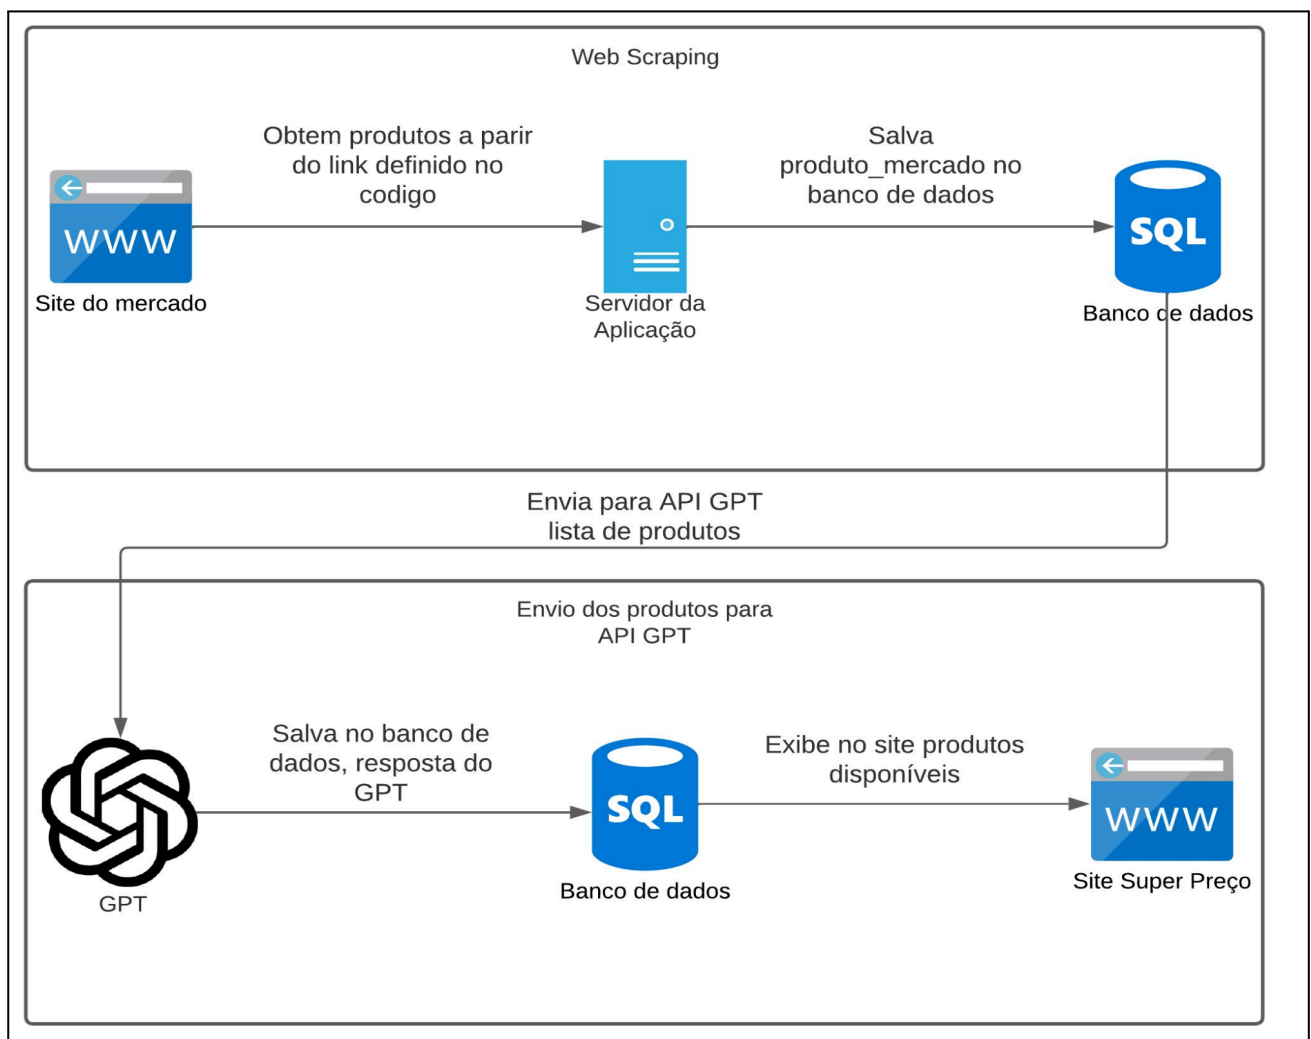 Web Scraping
Obtem produtos a parir
do link definido no
codigo
Salva
produto_mercado no
banco de dados
WWW
SQL
Site do mercado
Servidor da
Aplicação
Banco de dados
Envia para API GPT
lista de produtos
Envio dos produtos para
API GPT
Salva no banco de
dados, resposta do
GPT
Exibe no site produtos
disponíveis
SQL
WWW
GPT
Banco de dados
Site Super Preço